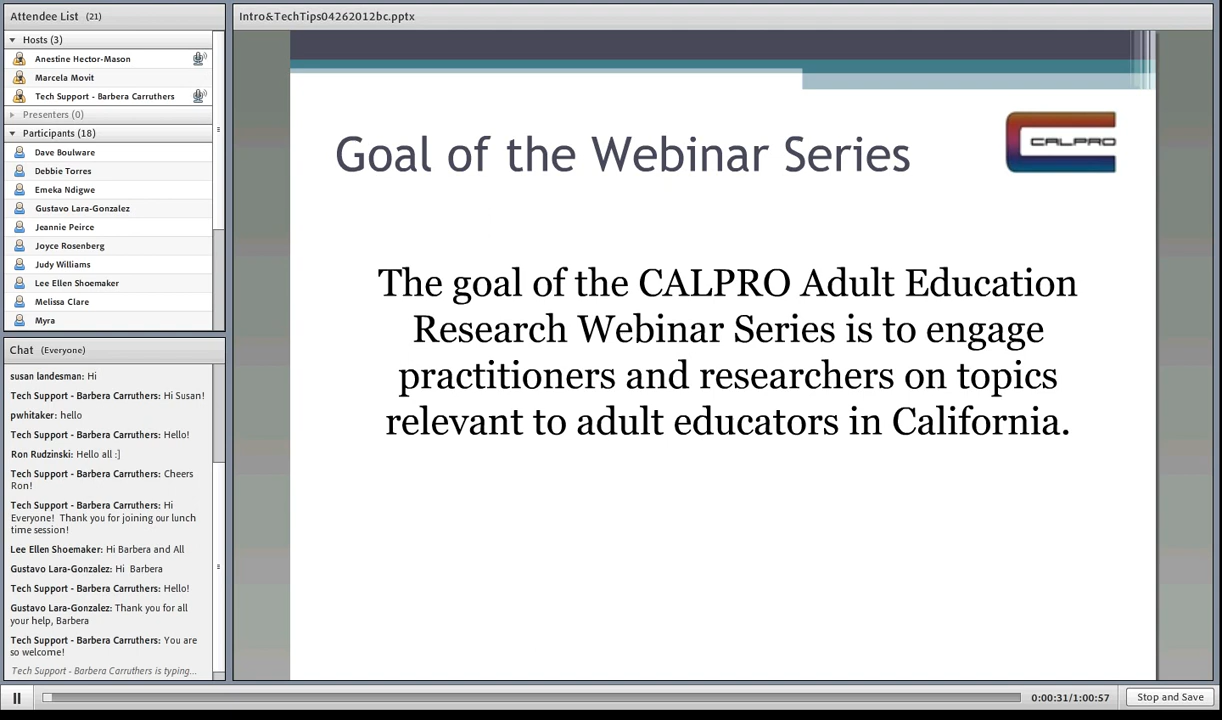 Attendee List (21)
Hosts (3)
Anestine Hector-Mason
Marcela Movit
Tech Support - Barbera Carruthers
Presenters (0)
Participants (18)
Dave Boulware
Debbie Torres
Emeka Ndigwe
Gustavo Lara-Gonzalez
Jeannie Peirce
Joyce Rosenberg
Judy Williams
Lee Ellen Shoemaker
Melissa Clare
Myra
Chat (Everyone)
susan landesman: Hi
Tech Support - Barbera Carruthers: Hi Susan!
pwhitaker: hello
Tech Support - Barbera Carruthers: Hello!
Ron Rudzinski: Hello all :]
Tech Support - Barbera Carruthers: Cheers
Ron!
Tech Support - Barbera Carruthers: Hi
Everyone! Thank you for joining our lunch
time session!
Lee Ellen Shoemaker: Hi Barbera and All
Gustavo Lara-Gonzalez: Hi Barbera
Tech Support - Barbera Carruthers: Hello!
Gustavo Lara-Gonzalez: Thank you for all
your help, Barbera
Tech Support - Barbera Carruthers: You are
so welcome!
Tech Support - Barbera Carruthers is typing...
Intro&TechTips04262012bc.pptx
Goal of the Webinar Series
CALPRO
The goal of the CALPRO Adult Education
Research Webinar Series is to engage
practitioners and researchers on topics
relevant to adult educators in California.
0:00:31/1:00:57
Stop and Save